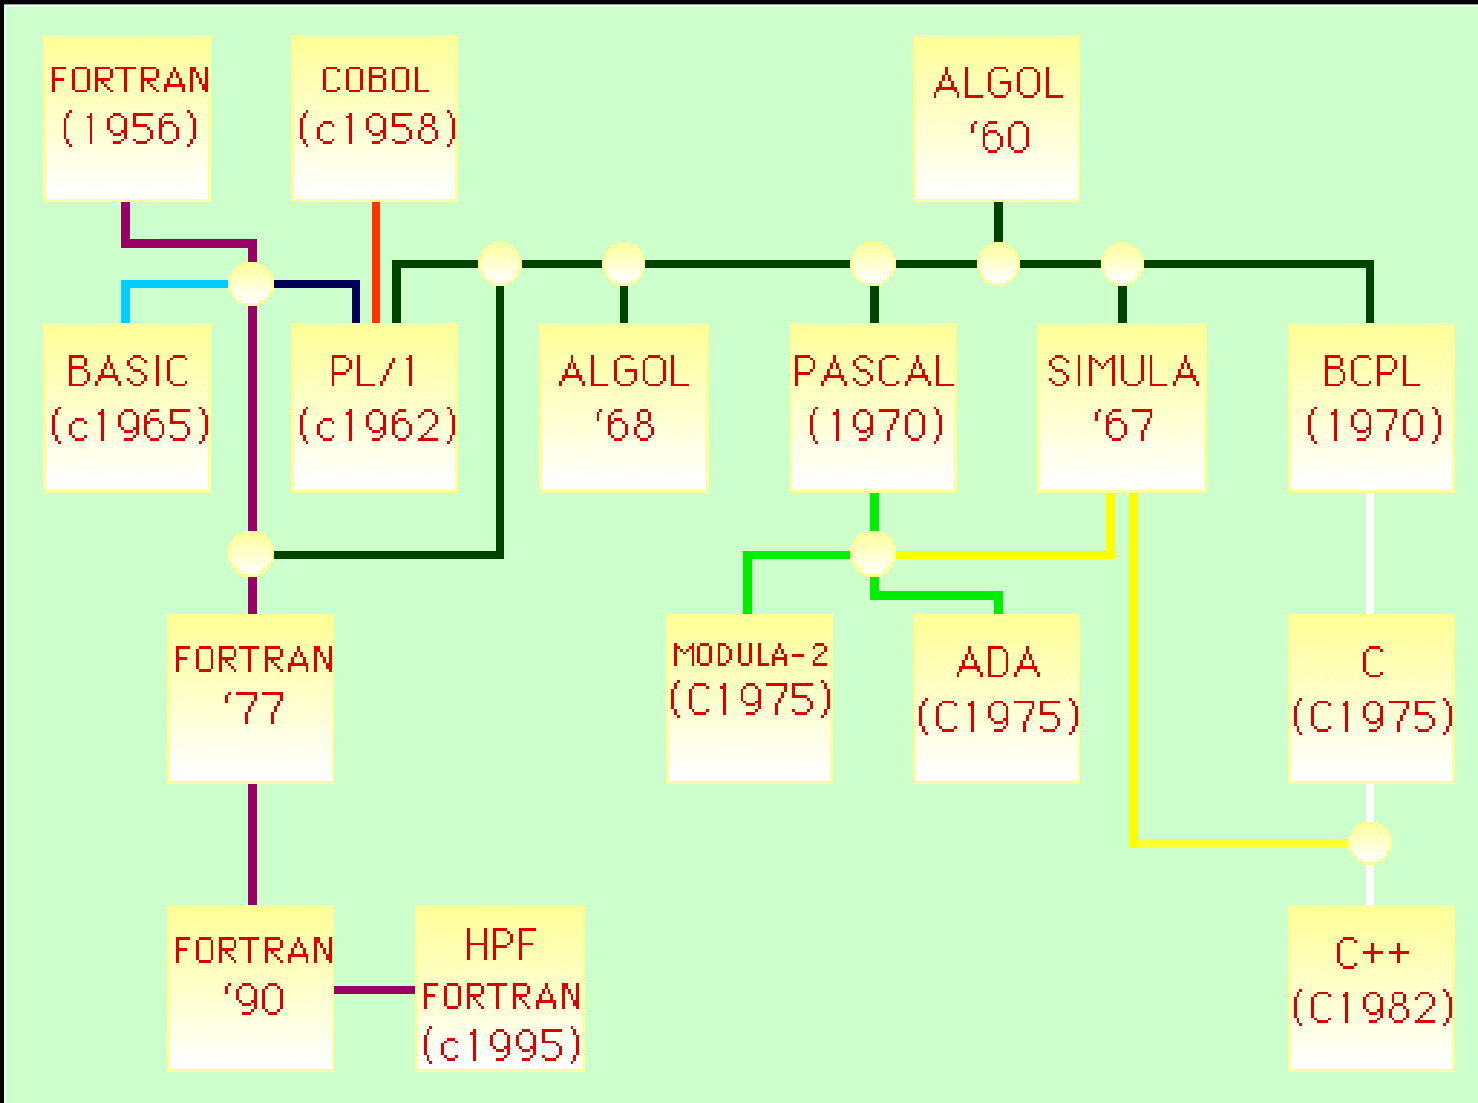 FORTRAN
(1956)
COBOL
(c1958)
ALGOL
‘60
BASIC
(c1965)
PL/1
(c1962)
ALGOL
‘68
PASCAL
(1970)
SIMULA
‘67
BCPL
(1970)
FORTRAN
‘77
MODULA-2
(C1975)
ADA
(C1975)
C
(C1975)
FORTRAN
‘90
HPF
FORTRAN
(c1995)
C++
(C1982)